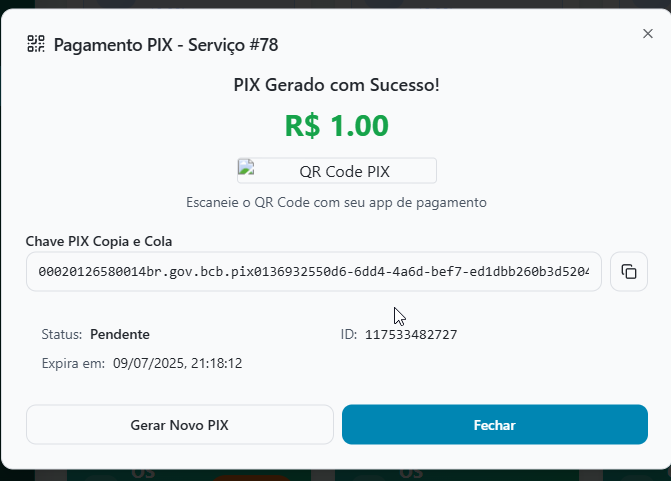 Pagamento PIX - Serviço #78
PIX Gerado com Sucesso!
R$ 1.00
QR Code PIX
Escaneie o QR Code com seu app de pagamento
Chave PIX Copia e Cola
00020126580014br.gov.bcb.pix0136932550d6-6dd4-4a6d-bef7-ed1dbb260b3d5204
Status: Pendente
ID: 117533482727
Expira em: 09/07/2025, 21:18:12
Gerar Novo PIX
Fechar